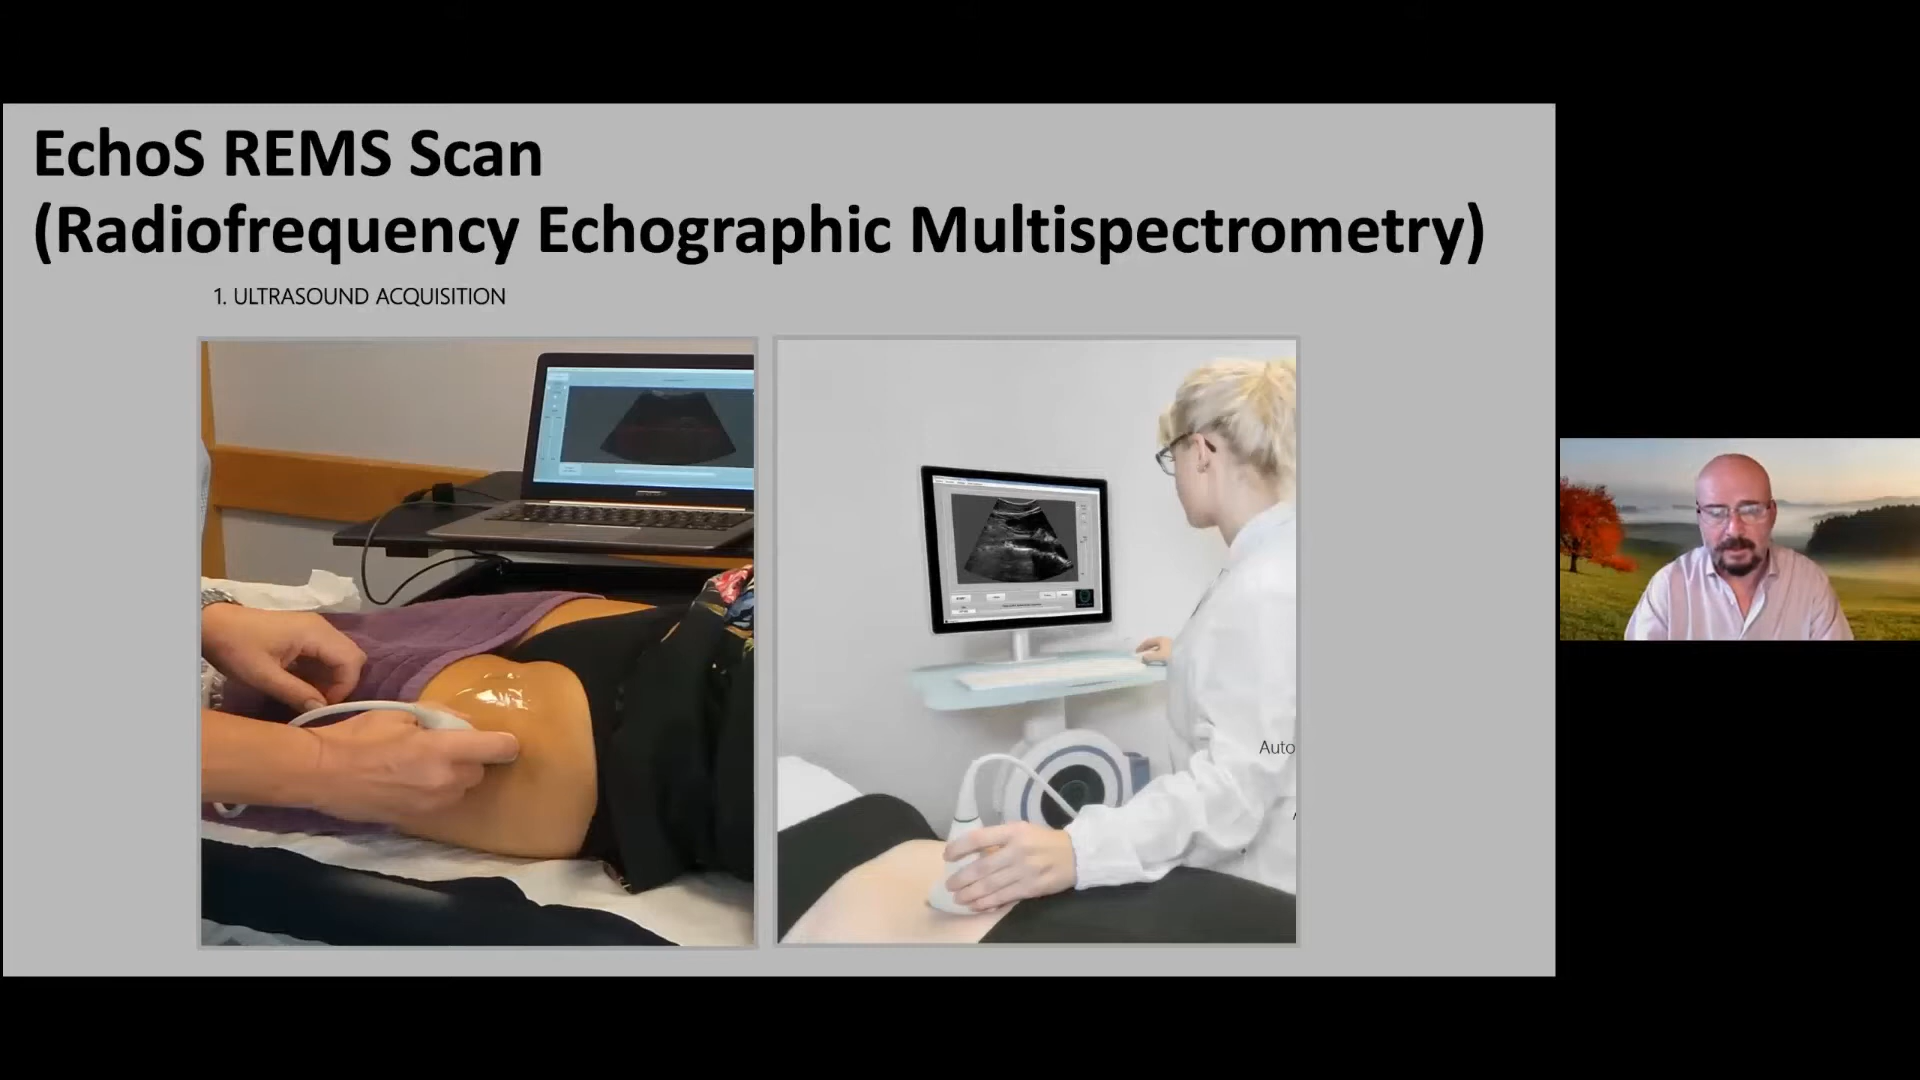 EchoS REMS Scan
(Radiofrequency Echographic Multispectrometry)
1. ULTRASOUND ACQUISITION
Auto